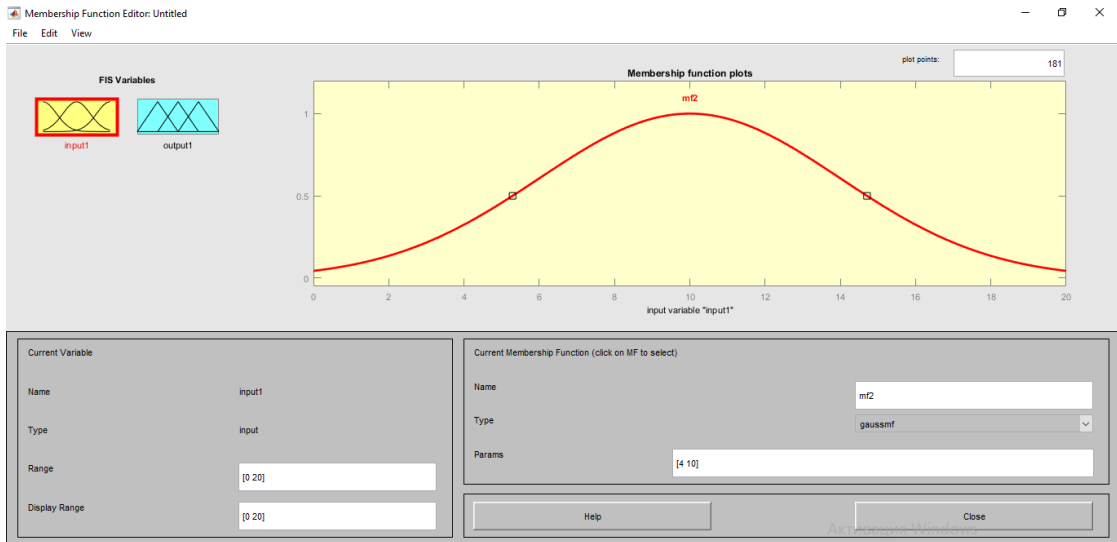 Membership Function Editor: Untitled
File Edit View
FIS Variables
input1
output1
plot points:
181
Membership function plots
mf2
1
0.5
0
0 2 4 6 8 10 12 14 16 18 20
input variable "input1"
Current Variable
Name input1
Type input
Range [0 20]
Display Range [0 20]
Current Membership Function (click on MF to select)
Name mf2
Type gaussmf
Params [4 10]
Help Close
Активация Windows